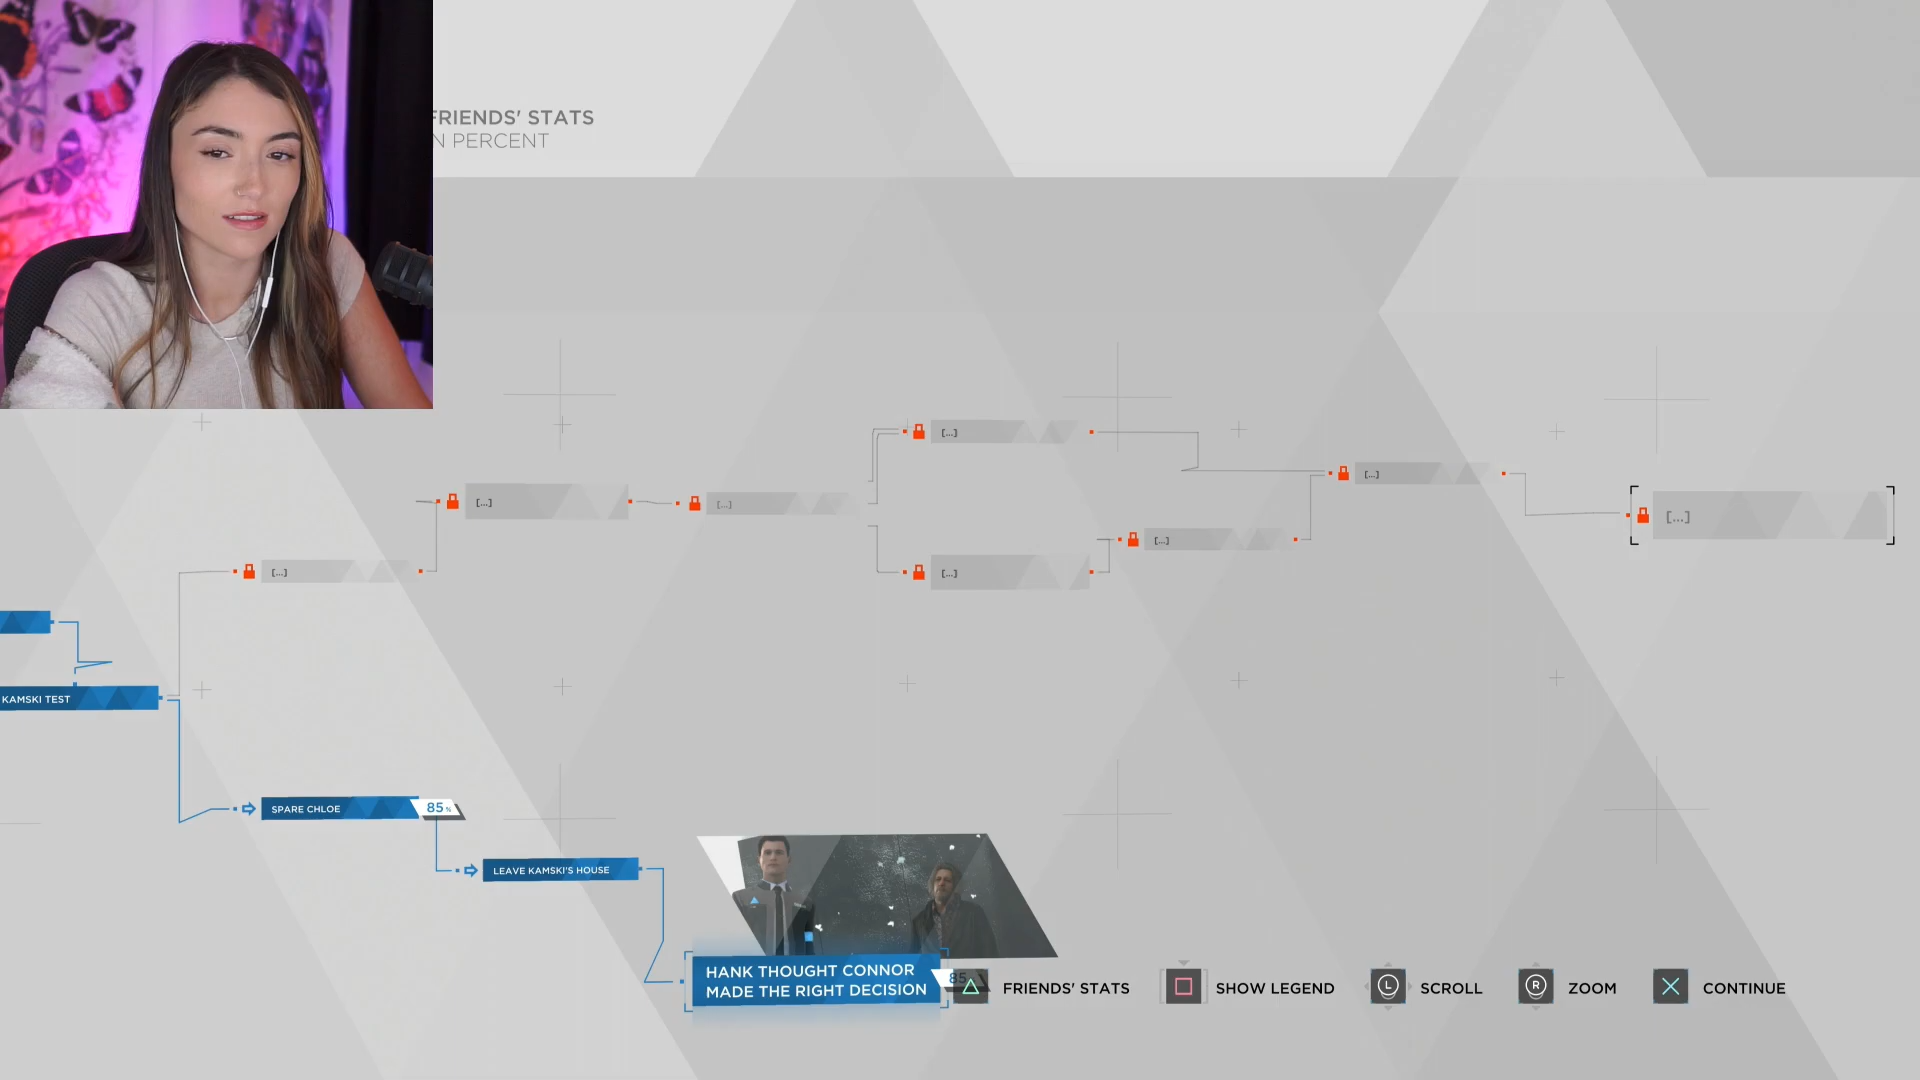 FRIENDS' STATS
N PERCENT
[...]
[...]
[...]
[...]
[...]
[...]
[...]
[...]
KAMSKI TEST
SPARE CHLOE
85%
LEAVE KAMSKI'S HOUSE
HANK THOUGHT CONNOR
MADE THE RIGHT DECISION
85
FRIENDS' STATS
SHOW LEGEND
L
SCROLL
R
ZOOM
CONTINUE